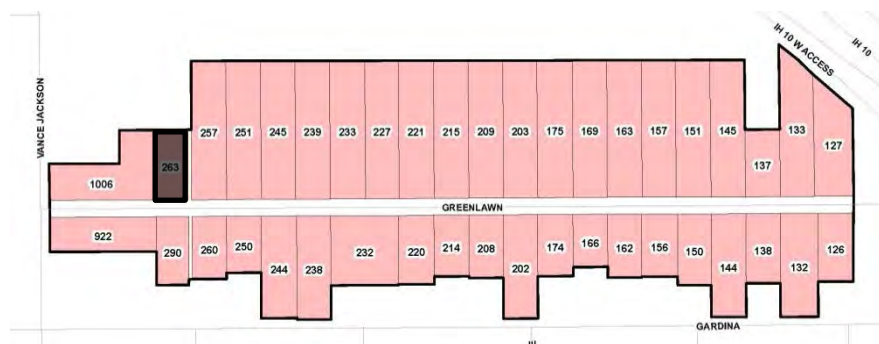 IH 10 W ACCESS
IH 10
VANCE JACKSON
257 251 245 239 233 227 221 215 209 203 175 169 163 157 151 145 137 133 127
263
1006
GREENLAWN
922 290 260 250 244 238 232 220 214 208 202 174 166 162 156 150 144 138 132 126
GARDINA